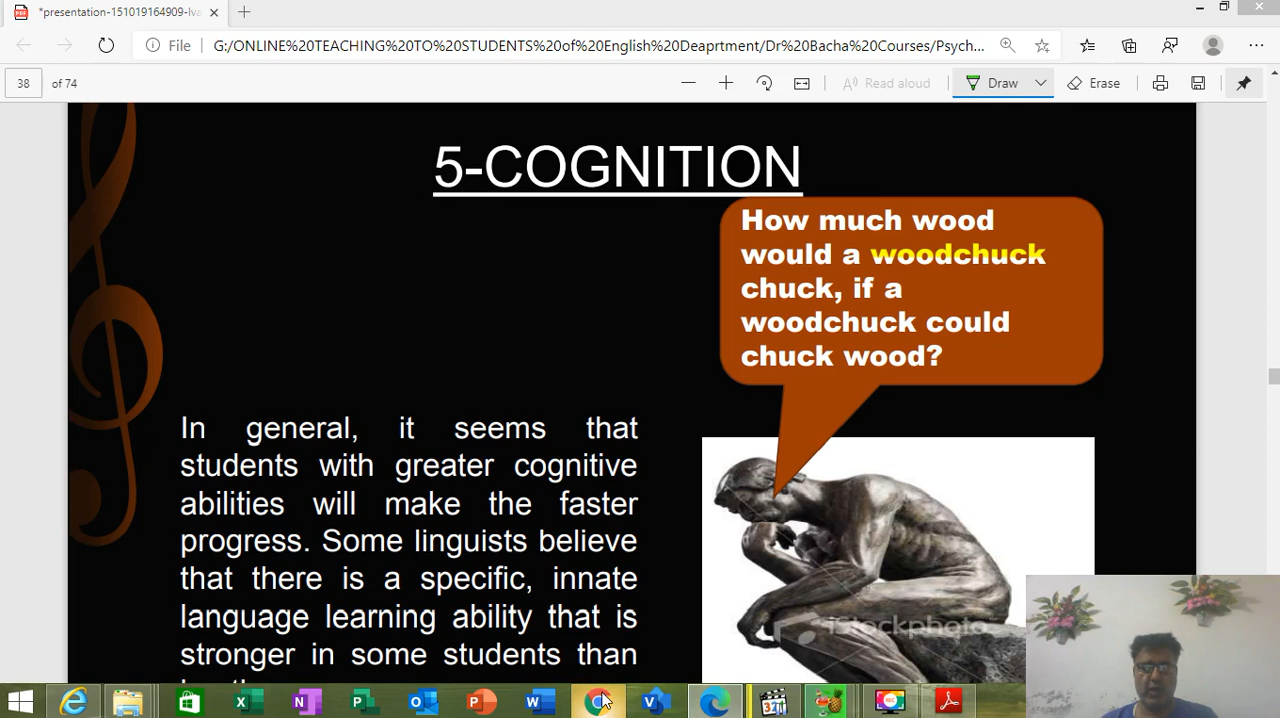 *presentation-151019164909-lva
File
G:/ONLINE%20TEACHING%20TO%20STUDENTS%20of%20English%20Deaprtment/Dr%20Bacha%20Courses/Psych...
38 of 74
Read aloud
Draw
Erase
5-COGNITION
How much wood
would a woodchuck
chuck, if a
woodchuck could
chuck wood?
In general, it seems that
students with greater cognitive
abilities will make the faster
progress. Some linguists believe
that there is a specific, innate
language learning ability that is
stronger in some students than
iStockphoto